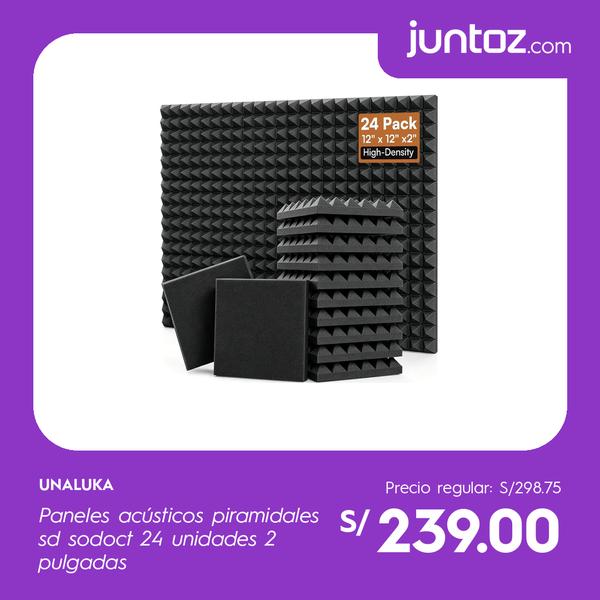 juntoz.com
24 Pack
12" x 12" x2"
High-Density
UNALUKA
Paneles acústicos piramidales
sd sodoct 24 unidades 2
pulgadas
Precio regular: S/298.75
S/ 239.00